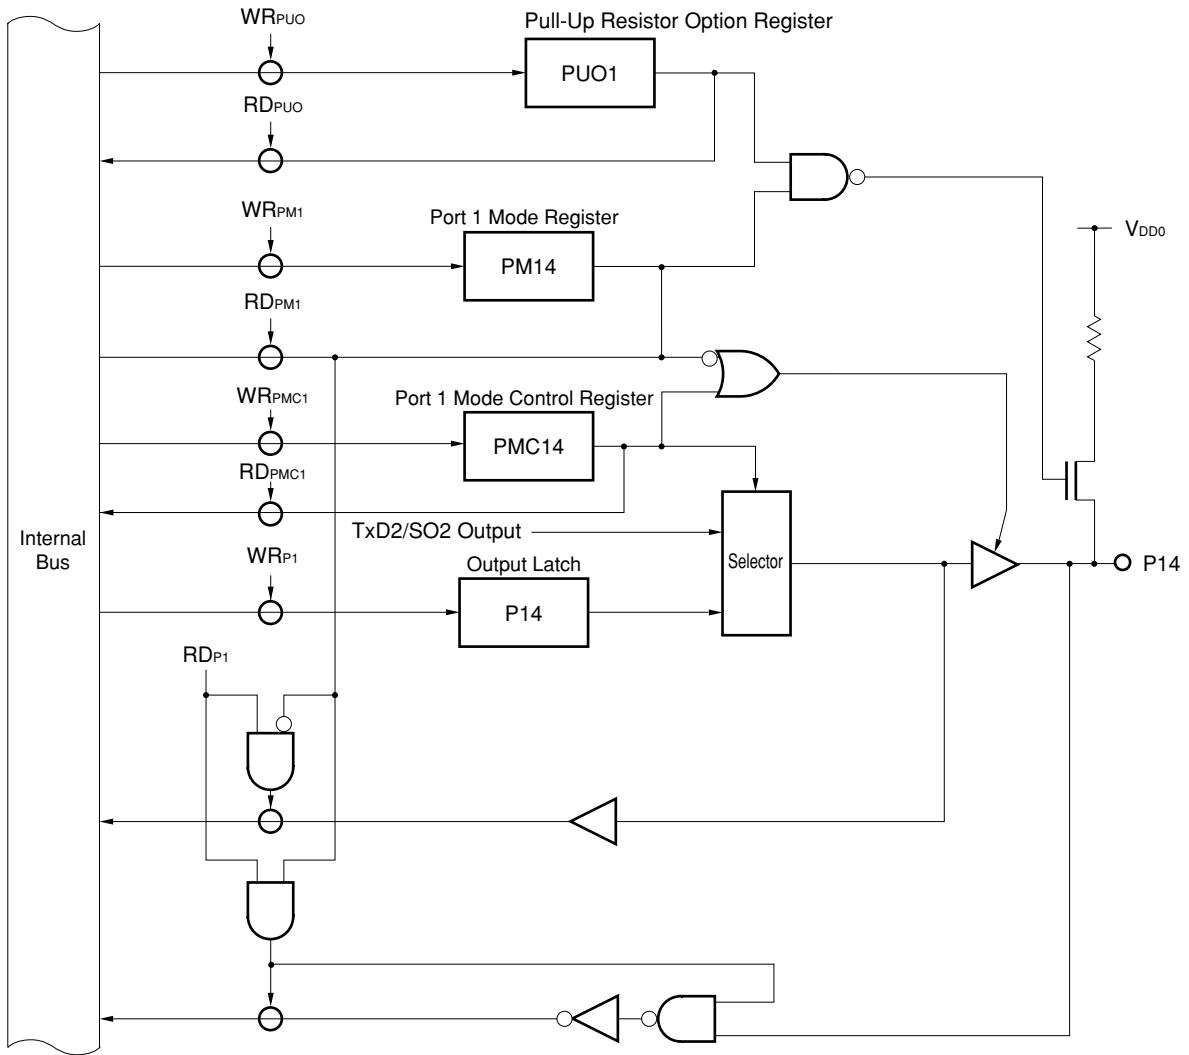 WRPUO
Pull-Up Resistor Option Register
PUO1
RDPUO
WRPM1
Port 1 Mode Register
PM14
VDD0
RDPM1
WRPMC1
Port 1 Mode Control Register
PMC14
RDPMC1
Internal
Bus
TxD2/SO2 Output
Selector
WRP1
Output Latch
P14
P14
RDP1